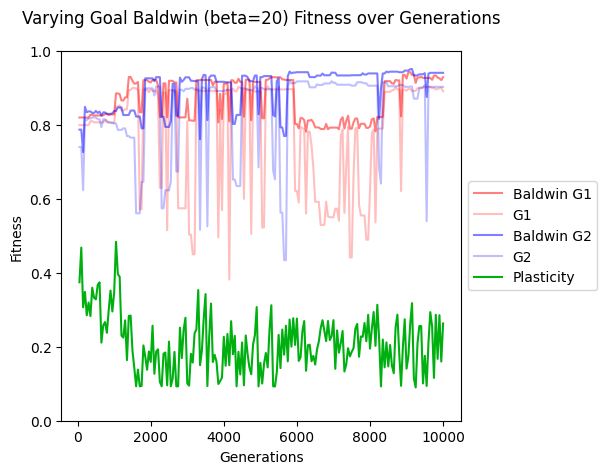 Varying Goal Baldwin (beta=20) Fitness over Generations
1.0
0.8
0.6
0.4
0.2
0.0
Fitness
0
2000
4000
6000
8000
10000
Generations
Baldwin G1
G1
Baldwin G2
G2
Plasticity